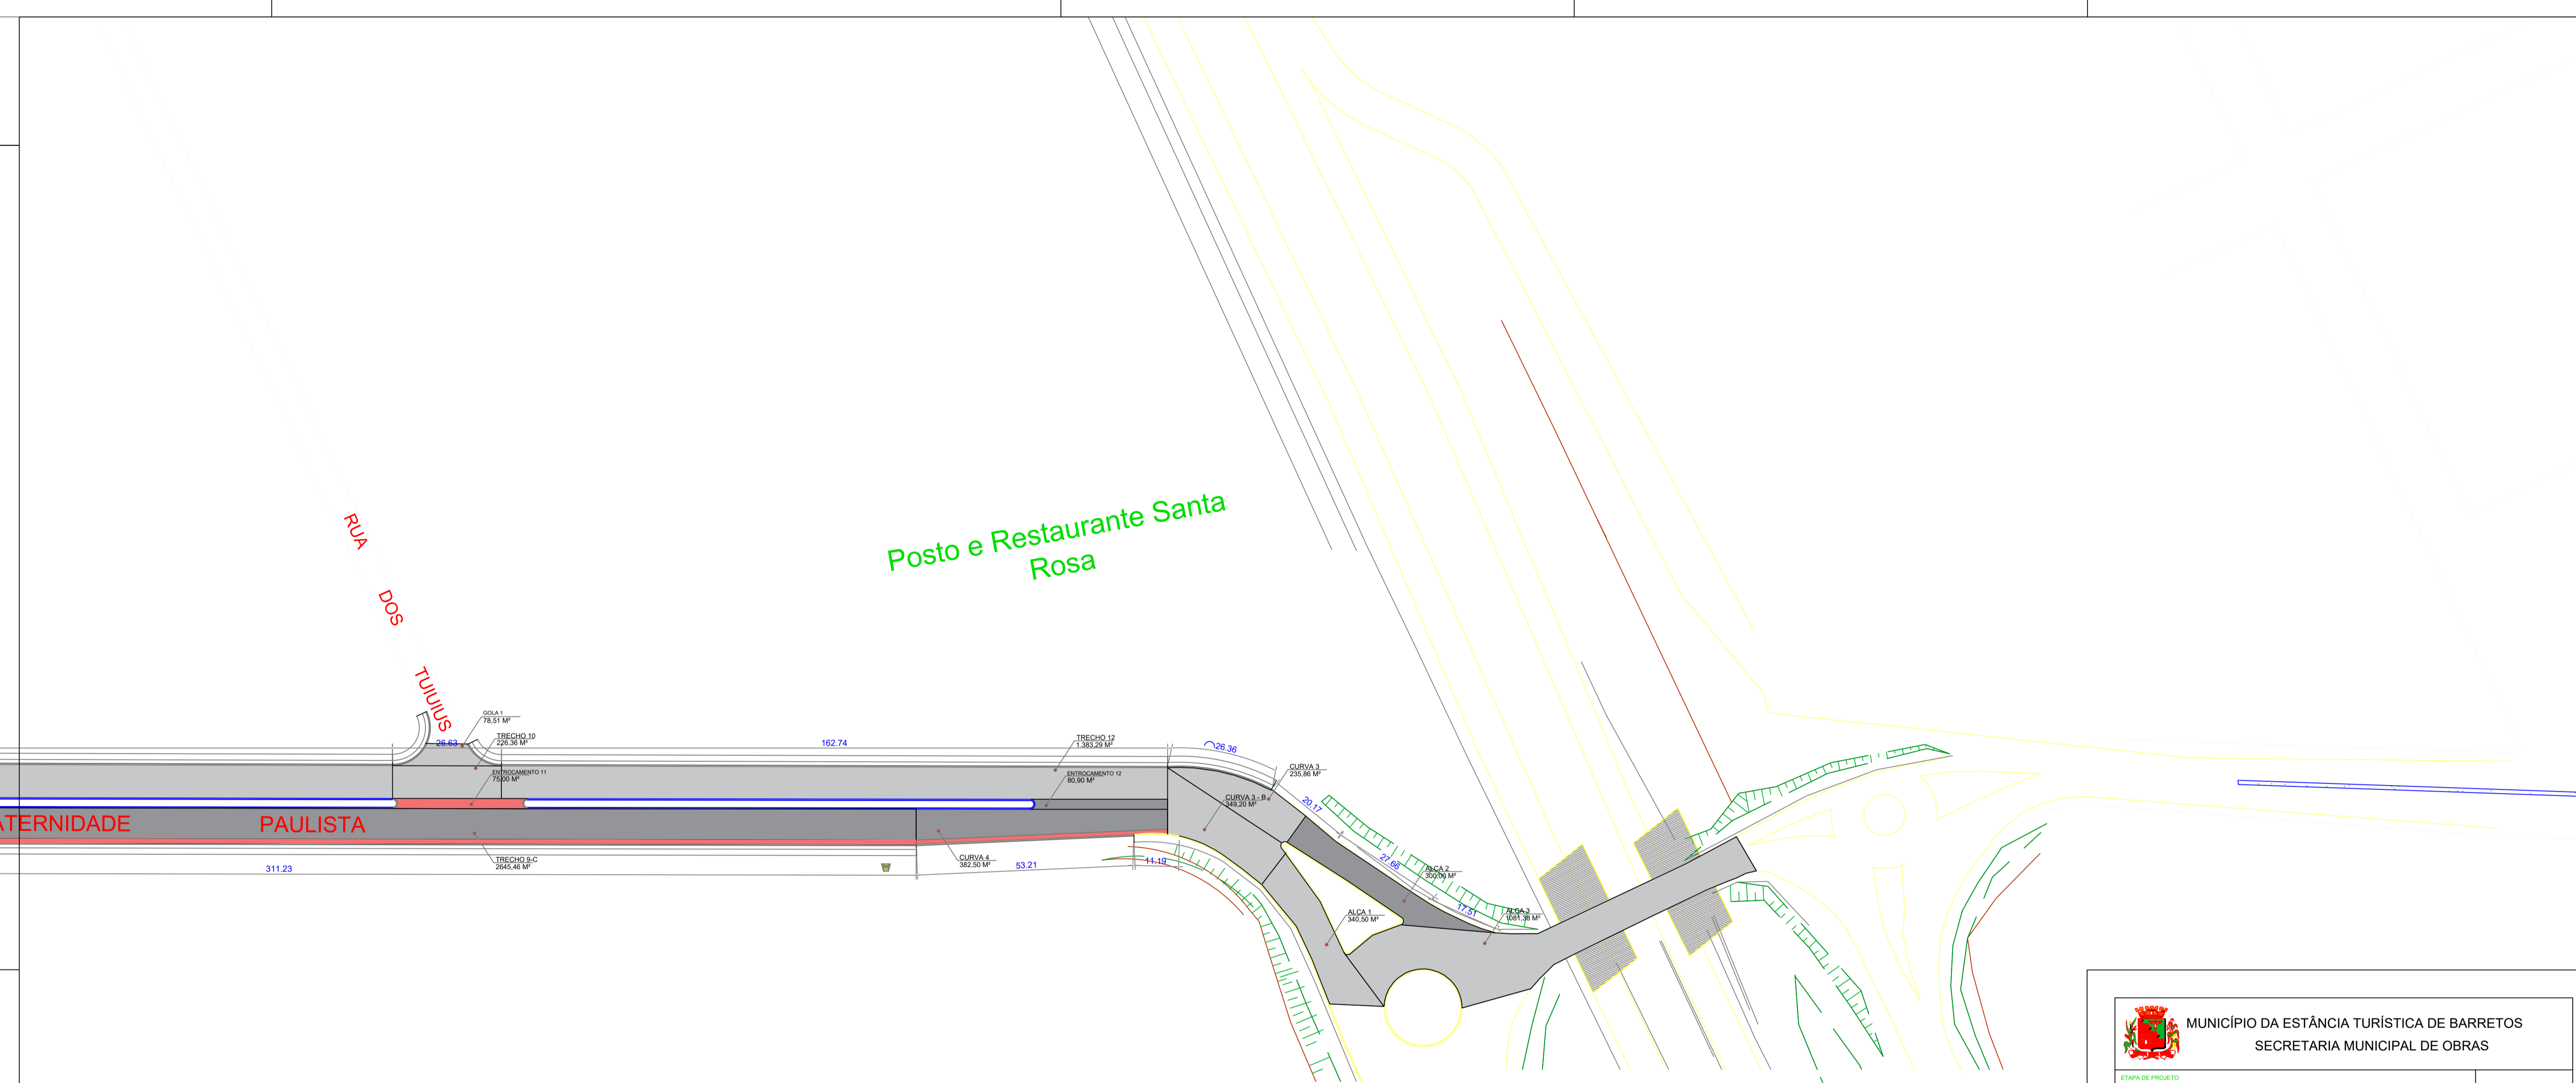 RUA
DOS
TUIUIUS
Posto e Restaurante Santa
Rosa
GOLA 1
78,51 M²
26.63
TRECHO 10
226,36 M²
162.74
TRECHO 12
1.383,29 M²
26.36
ENTROCAMENTO 11
75,00 M²
ENTROCAMENTO 12
80,90 M²
CURVA 3
235,86 M²
CURVA 3 - B
349,20 M²
20.17
ATERNIDADE PAULISTA
TRECHO 9-C
2645,46 M²
311.23
CURVA 4
382,50 M²
53.21
11.19
27.66
ALCA 2
300,00 M²
17.51
ALCA 1
340,50 M²
ALCA 3
1081,38 M²
MUNICÍPIO DA ESTÂNCIA TURÍSTICA DE BARRETOS
SECRETARIA MUNICIPAL DE OBRAS
ETAPA DE PROJETO